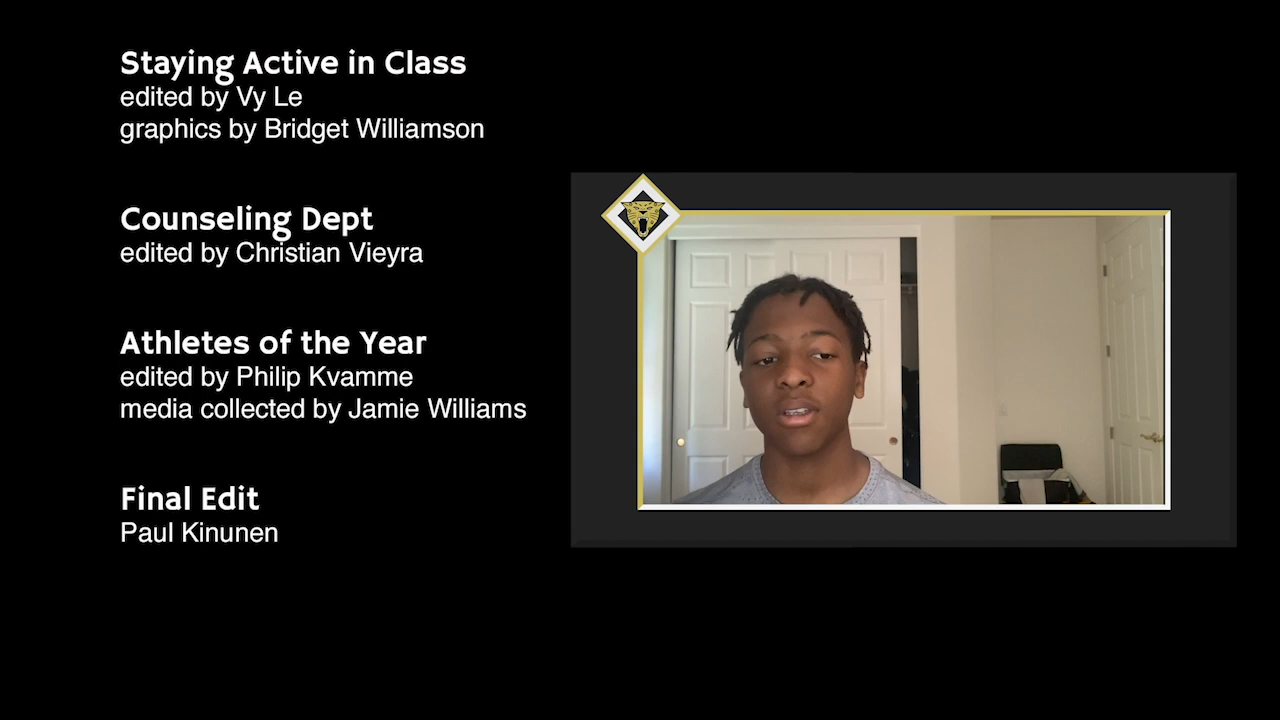 Staying Active in Class
edited by Vy Le
graphics by Bridget Williamson
Counseling Dept
edited by Christian Vieyra
Athletes of the Year
edited by Philip Kvamme
media collected by Jamie Williams
Final Edit
Paul Kinunen